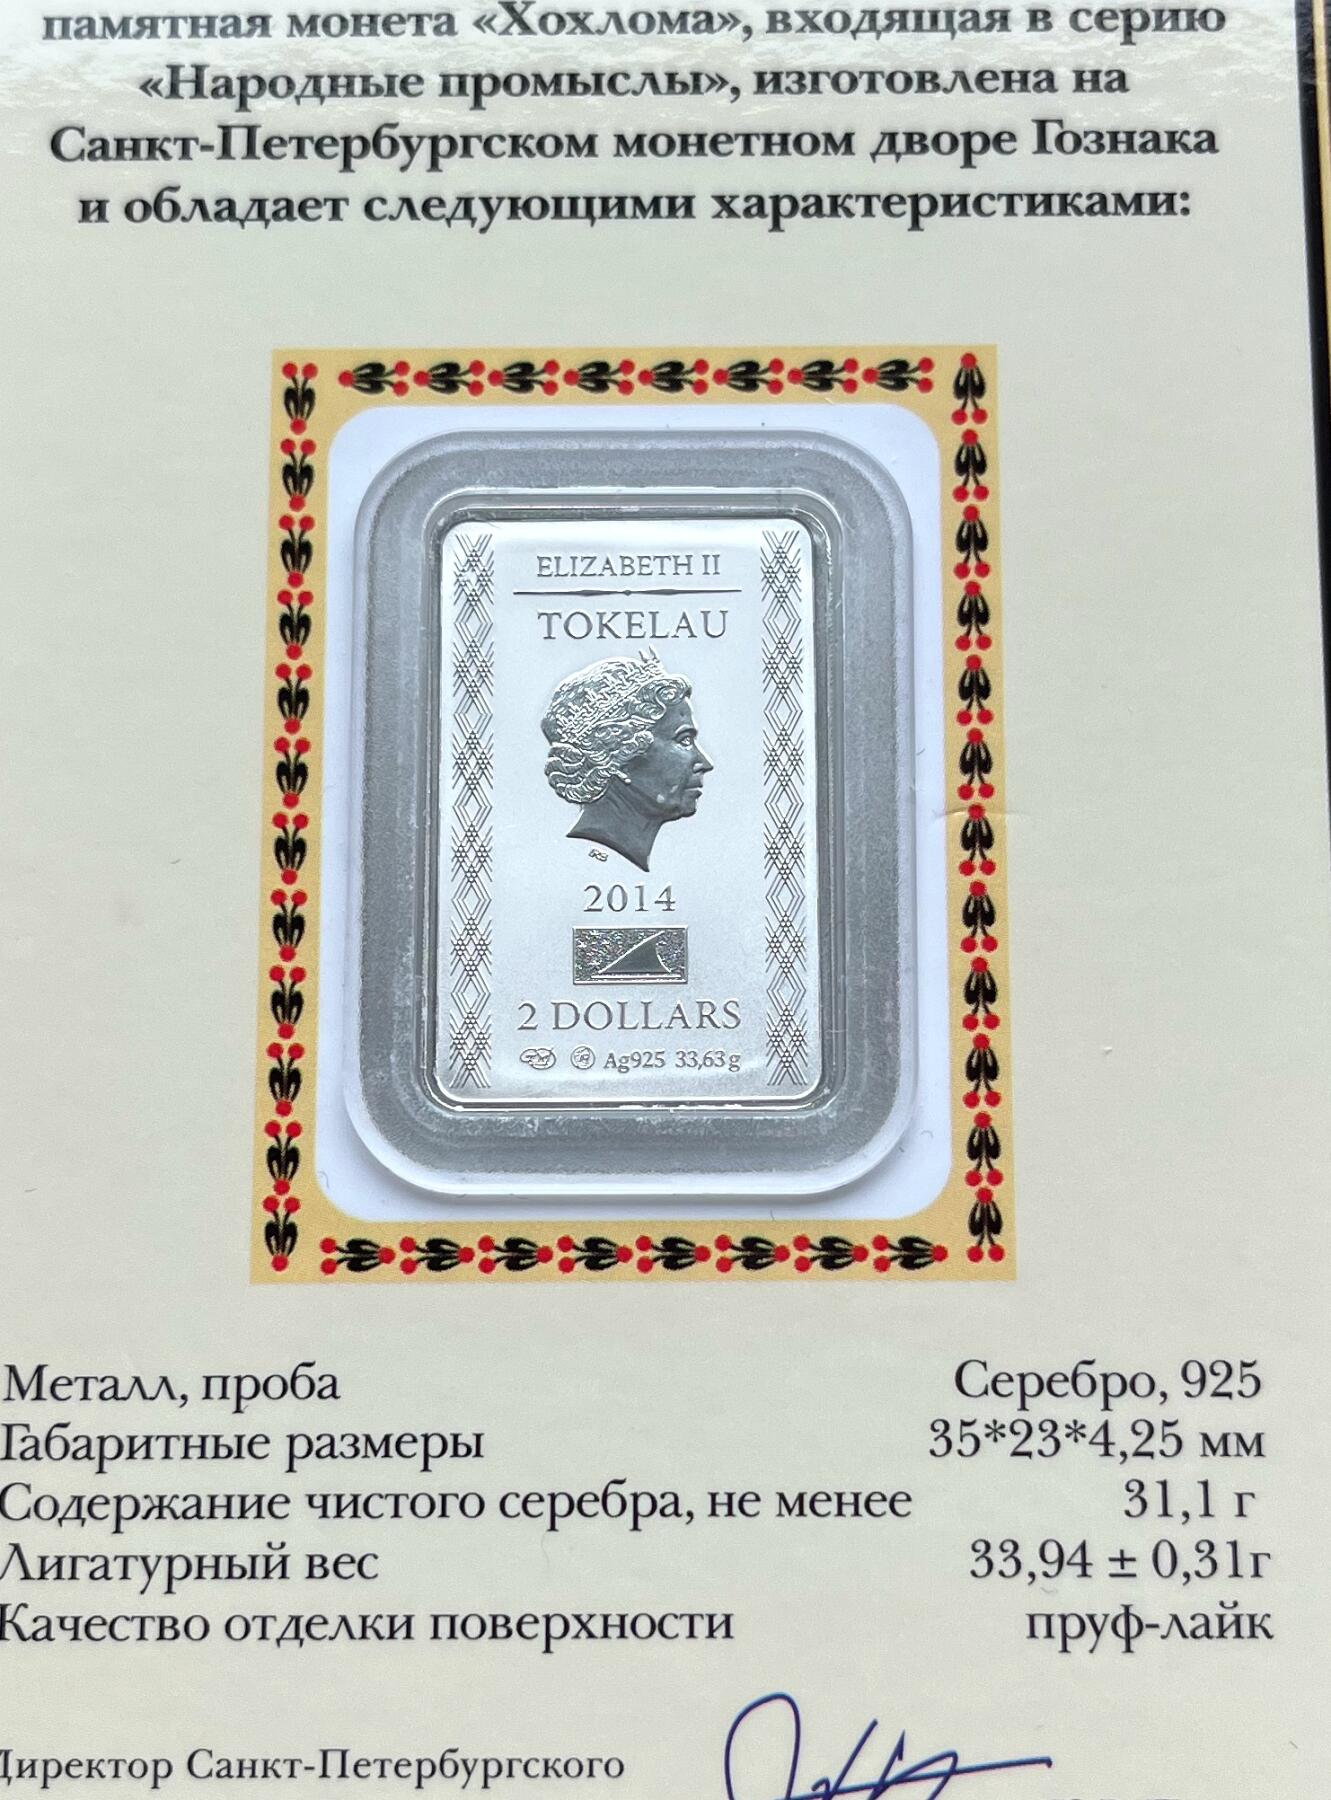 памятная монета «Хохлома», входящая в серию
«Народные промыслы», изготовлена на
Санкт-Петербургском монетном дворе Гознака
и обладает следующими характеристиками:
ELIZABETH II
TOKELAU
IRB
2014
2 DOLLARS
Ag925 33,63g
Металл, проба Серебро, 925
Габаритные размеры 35*23*4,25 мм
Содержание чистого серебра, не менее 31,1 г
Лигатурный вес 33,94 ± 0,31г
Качество отделки поверхности пруф-лайк
Директор Санкт-Петербургского